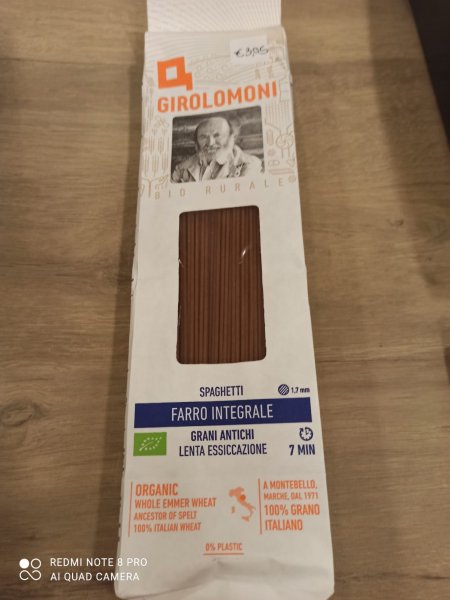 € 3,95
GIROLOMONI
BIO RURALE®
SPAGHETTI
1,7 mm
FARRO INTEGRALE
GRANI ANTICHI
LENTA ESSICCAZIONE
7 MIN
ORGANIC
WHOLE EMMER WHEAT
ANCESTOR OF SPELT
100% ITALIAN WHEAT
A MONTEBELLO,
MARCHE, DAL 1971
100% GRANO
ITALIANO
0% PLASTIC
REDMI NOTE 8 PRO
AI QUAD CAMERA